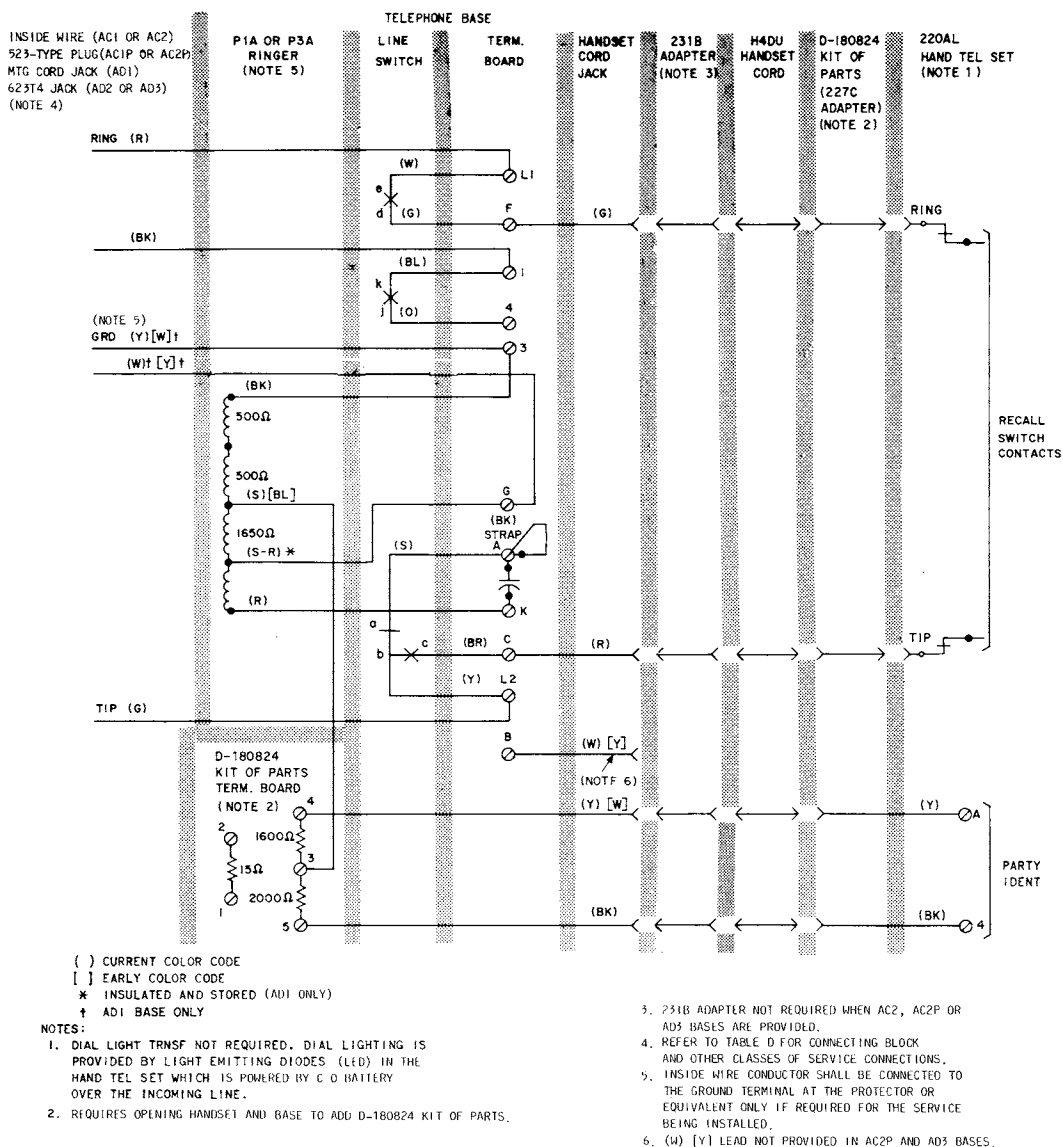 TELEPHONE BASE
INSIDE WIRE (AC1 OR AC2)
523-TYPE PLUG(AC1P OR AC2P)
MTG CORD JACK (AD1)
623T4 JACK (AD2 OR AD3)
(NOTE 4)
P1A OR P3A
RINGER
(NOTE 5)
LINE
SWITCH
TERM.
BOARD
HANDSET
CORD
JACK
231B
ADAPTER
(NOTE 3)
H4DU
HANDSET
CORD
D-180824
KIT OF
PARTS
(227C
ADAPTER)
(NOTE 2)
220AL
HAND TEL SET
(NOTE 1)
RING (R)
(W)
L1
e
d
(G)
F
(G)
RING
(BK)
(BL)
1
k
j
(O)
4
(NOTE 5)
GRD (Y)[W]†
3
(W)† [Y]†
(BK)
500Ω
500Ω
(S)[BL]
1650Ω
(S-R) *
(R)
G
(BK)
STRAP
A
(S)
K
a
b
c
(BR)
C
(R)
TIP
(Y)
L2
TIP (G)
B
(W) [Y]
(NOTF 6)
RECALL
SWITCH
CONTACTS
D-180824
KIT OF PARTS
TERM. BOARD
(NOTE 2)
4
(Y) [W]
(Y)
A
2
1600Ω
15Ω
3
2000Ω
1
5
(BK)
(BK)
4
PARTY
IDENT
( ) CURRENT COLOR CODE
[ ] EARLY COLOR CODE
* INSULATED AND STORED (AD1 ONLY)
† AD1 BASE ONLY
NOTES:
1. DIAL LIGHT TRNSF NOT REQUIRED. DIAL LIGHTING IS
PROVIDED BY LIGHT EMITTING DIODES (LED) IN THE
HAND TEL SET WHICH IS POWERED BY C O BATTERY
OVER THE INCOMING LINE.
2. REQUIRES OPENING HANDSET AND BASE TO ADD D-180824 KIT OF PARTS.
3. 231B ADAPTER NOT REQUIRED WHEN AC2, AC2P OR
AD3 BASES ARE PROVIDED.
4. REFER TO TABLE D FOR CONNECTING BLOCK
AND OTHER CLASSES OF SERVICE CONNECTIONS.
5. INSIDE WIRE CONDUCTOR SHALL BE CONNECTED TO
THE GROUND TERMINAL AT THE PROTECTOR OR
EQUIVALENT ONLY IF REQUIRED FOR THE SERVICE
BEING INSTALLED.
6. (W) [Y] LEAD NOT PROVIDED IN AC2P AND AD3 BASES.